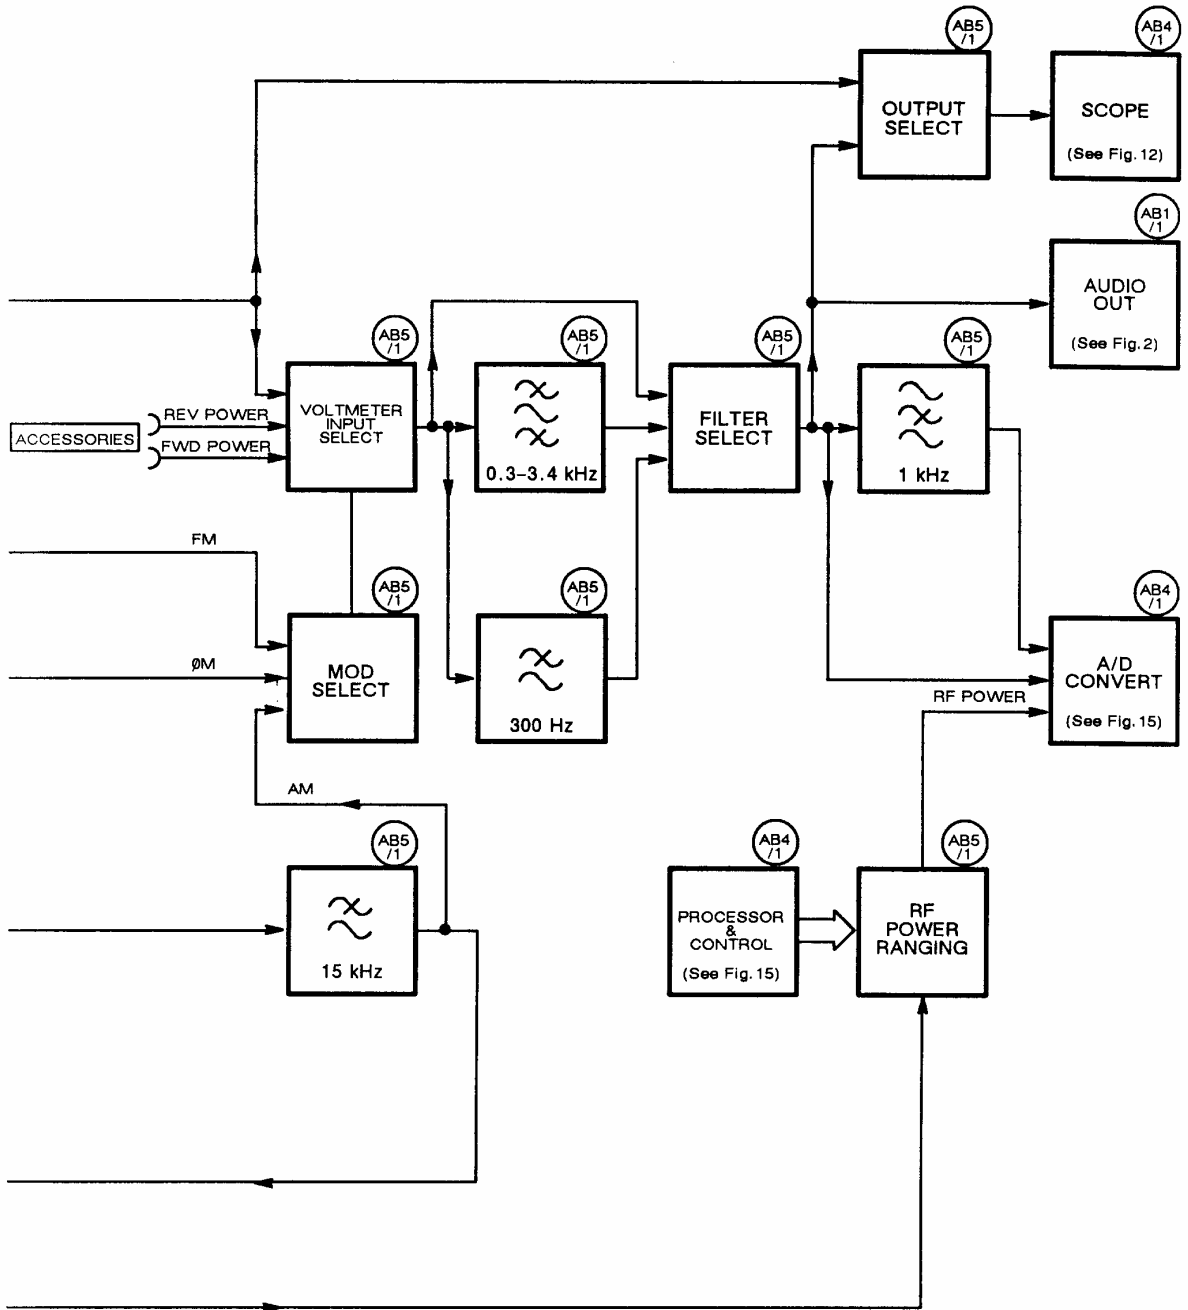 AB5
/1
AB4
/1
OUTPUT
SELECT
SCOPE
(See Fig. 12)
AB1
/1
AUDIO
OUT
(See Fig. 2)
AB5
/1
AB5
/1
AB5
/1
AB5
/1
ACCESSORIES
REV POWER
FWD POWER
VOLTMETER
INPUT
SELECT
0.3–3.4 kHz
FILTER
SELECT
1 kHz
FM
AB5
/1
AB5
/1
AB4
/1
ØM
MOD
SELECT
300 Hz
A/D
CONVERT
(See Fig. 15)
RF POWER
AM
AB5
/1
AB4
/1
AB5
/1
15 kHz
PROCESSOR
&
CONTROL
(See Fig. 15)
RF
POWER
RANGING